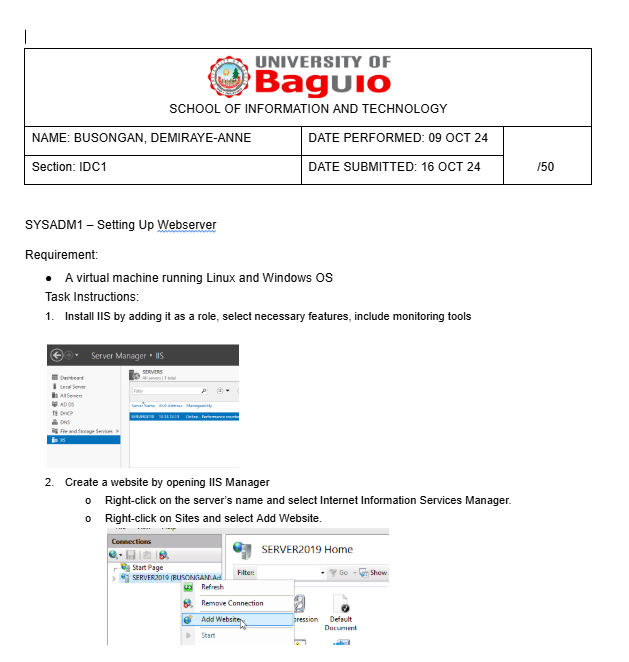 UNIVERSITY OF
Baguio
SCHOOL OF INFORMATION AND TECHNOLOGY
NAME: BUSONGAN, DEMIRAYE-ANNE
DATE PERFORMED: 09 OCT 24
Section: IDC1
DATE SUBMITTED: 16 OCT 24
/50
SYSADM1 – Setting Up Webserver
Requirement:
● A virtual machine running Linux and Windows OS
Task Instructions:
1. Install IIS by adding it as a role, select necessary features, include monitoring tools
Server Manager • IIS
Dashboard
Local Server
All Servers
AD DS
DHCP
DNS
File and Storage Services
IIS
SERVERS
All servers | 1 total
Filter
Server Name IPv4 Address Manageability
SERVER2019
Online - Performance counter
2. Create a website by opening IIS Manager
o Right-click on the server's name and select Internet Information Services Manager.
o Right-click on Sites and select Add Website.
Connections
Start Page
SERVER2019 (BUSONGAN\Ad
SERVER2019 Home
Filter:
Go
Show
Refresh
Remove Connection
Add Website
Start
ression
Default
Document